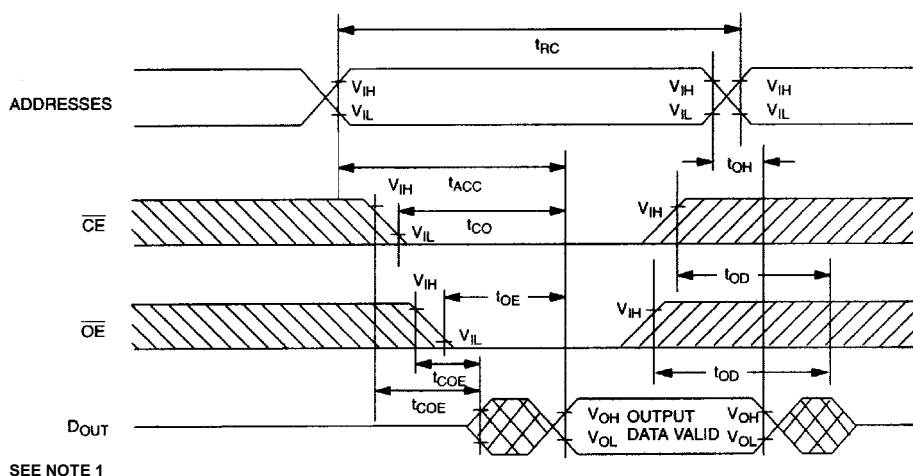 tRC
ADDRESSES
VIH
VIL
VIH
VIL
VIH
VIL
tOH
tACC
CE
VIH
VIL
tCO
VIH
tOD
OE
VIH
VIL
tOE
VIH
tOD
tCOE
tCOE
DOUT
VOH
VOL
OUTPUT
DATA VALID
VOH
VOL
SEE NOTE 1